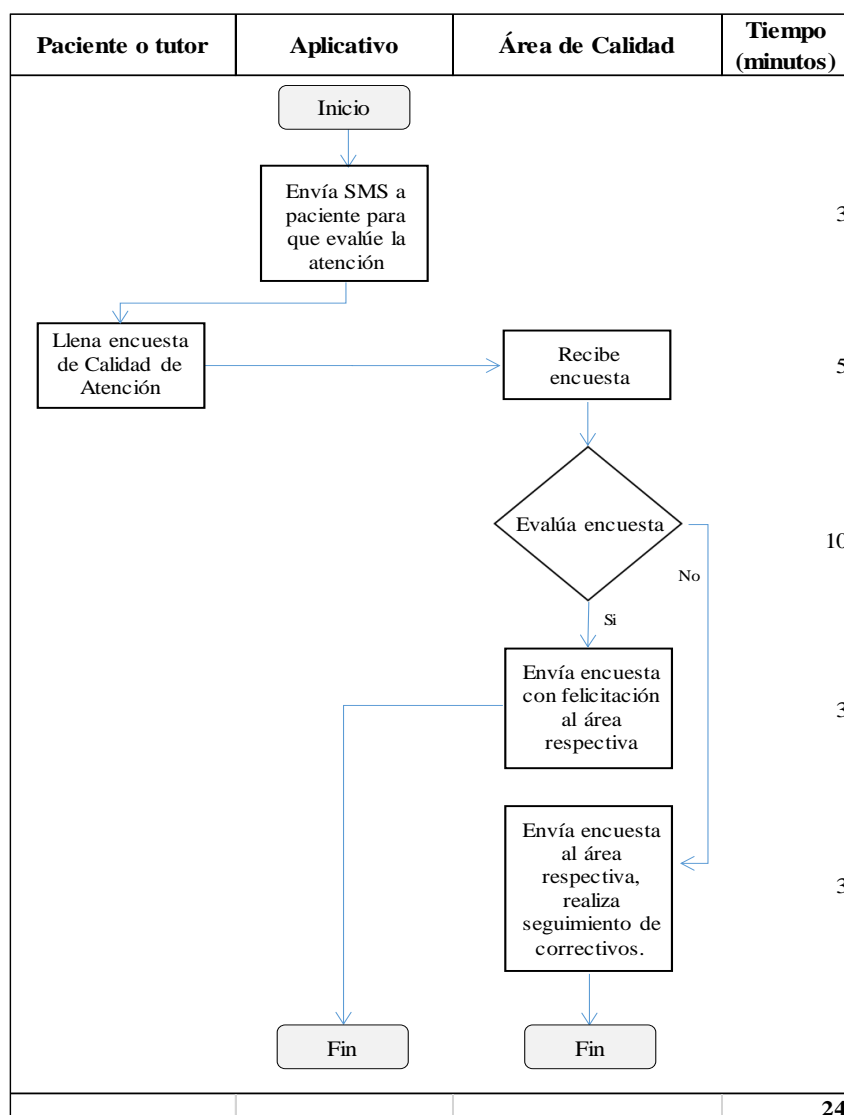 Paciente o tutor
Aplicativo
Área de Calidad
Tiempo
(minutos)
Inicio
Envía SMS a
paciente para
que evalúe la
atención
3
Llena encuesta
de Calidad de
Atención
Recibe
encuesta
5
Evalúa encuesta
10
No
Si
Envía encuesta
con felicitación
al área
respectiva
3
Envía encuesta
al área
respectiva,
realiza
seguimiento de
correctivos.
3
Fin
Fin
24